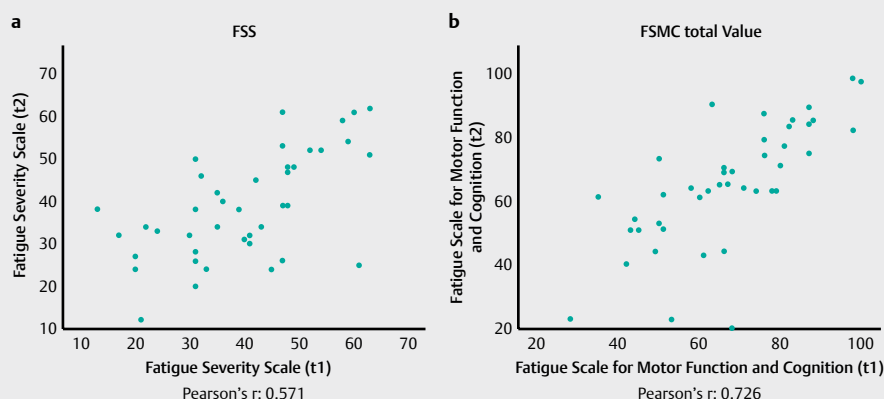 a
FSS
Fatigue Severity Scale (t2)
70
60
50
40
30
20
10
10 20 30 40 50 60 70
Fatigue Severity Scale (t1)
Pearson's r: 0.571
b
FSMC total Value
Fatigue Scale for Motor Function
and Cognition (t2)
100
80
60
40
20
20 40 60 80 100
Fatigue Scale for Motor Function and Cognition (t1)
Pearson's r: 0.726